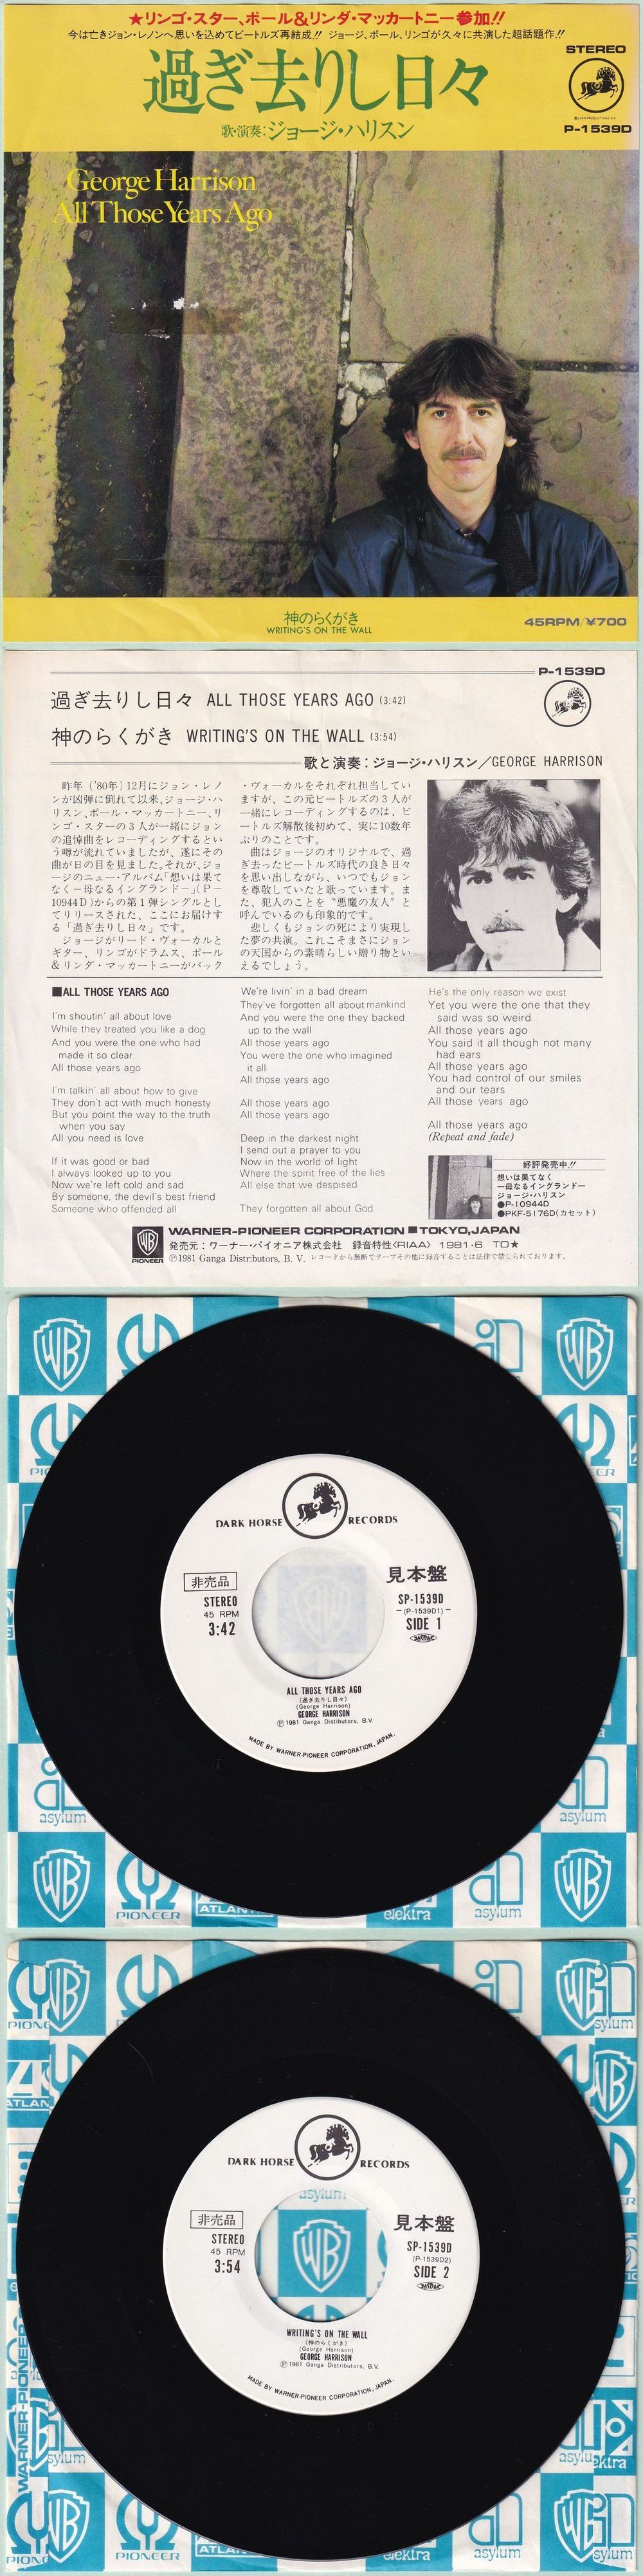 ★リンゴ・スター、ポール&リンダ・マッカートニー参加!!
今は亡きジョン・レノンへ思いを込めてビートルズ再結成!! ジョージ、ポール、リンゴが久々に共演した超話題作!!
過ぎ去りし日々
歌・演奏:ジョージ・ハリスン
STEREO
P-1539D
George Harrison
All Those Years Ago
神のらくがき
WRITING'S ON THE WALL
45RPM/¥700
P-1539D
過ぎ去りし日々 ALL THOSE YEARS AGO (3:42)
神のらくがき WRITING'S ON THE WALL (3:54)
歌と演奏:ジョージ・ハリスン/GEORGE HARRISON
昨年('80年)12月にジョン・レノ
ンが凶弾に倒れて以来、ジョージ・ハ
リスン、ポール・マッカートニー、リ
ンゴ・スターの3人が一緒にジョン
の追悼曲をレコーディングするとい
う噂が流れていましたが、遂にその
曲が日の目を見ました。それが、ジョ
ージのニュー・アルバム「想いは果て
なく―母なるイングランド―」(P-
10944D)からの第1弾シングルとし
てリリースされた、ここにお届けす
る「過ぎ去りし日々」です。
ジョージがリード・ヴォーカルと
ギター、リンゴがドラムス、ポール
&リンダ・マッカートニーがバック
・ヴォーカルをそれぞれ担当してい
ますが、この元ビートルズの3人が
一緒にレコーディングするのは、ビ
ートルズ解散後初めて、実に10数年
ぶりのことです。
曲はジョージのオリジナルで、過
ぎ去ったビートルズ時代の良き日々
を思い出しながら、いつでもジョン
を尊敬していたと歌っています。ま
た、犯人のことを"悪魔の友人"と
呼んでいるのも印象的です。
悲しくもジョンの死により実現し
た夢の共演。これこそまさにジョン
の天国からの素晴らしい贈り物とい
えるでしょう。
■ALL THOSE YEARS AGO
I'm shoutin' all about love
While they treated you like a dog
And you were the one who had
made it so clear
All those years ago
I'm talkin' all about how to give
They don't act with much honesty
But you point the way to the truth
when you say
All you need is love
If it was good or bad
I always looked up to you
Now we're left cold and sad
By someone, the devil's best friend
Someone who offended all
We're livin' in a bad dream
They've forgotten all about mankind
And you were the one they backed
up to the wall
All those years ago
You were the one who imagined
it all
All those years ago
All those years ago
All those years ago
Deep in the darkest night
I send out a prayer to you
Now in the world of light
Where the spirit free of the lies
All else that we despised
They forgotten all about God
He's the only reason we exist
Yet you were the one that they
said was so weird
All those years ago
You said it all though not many
had ears
All those years ago
You had control of our smiles
and our tears
All those years ago
All those years ago
(Repeat and fade)
好評発売中!!
想いは果てなく
―母なるイングランド―
ジョージ・ハリスン
●P-10944D
●PKF-5176D(カセット)
WARNER-PIONEER CORPORATION ■ TOKYO, JAPAN
発売元:ワーナー・パイオニア株式会社 録音特性〈RIAA〉 1981・6 TO★
PIONEER
Ⓟ1981 Ganga Distr:butors, B. V. レコードから無断でテープその他に録音することは法律で禁じられております。
DARK HORSE RECORDS
非売品
見本盤
STEREO
45 RPM
3:42
SP-1539D
(P-1539D1)
SIDE 1
ALL THOSE YEARS AGO
(過ぎ去りし日々)
(George Harrison)
GEORGE HARRISON
Ⓟ1981 Ganga Distibutors, B.V.
MADE BY WARNER-PIONEER CORPORATION, JAPAN.
asylum
asylum
PIONEER
ATLANTIC
elektra
asylum
DARK HORSE RECORDS
非売品
見本盤
STEREO
45 RPM
3:54
SP-1539D
(P-1539D2)
SIDE 2
WRITING'S ON THE WALL
(神のらくがき)
(George Harrison)
GEORGE HARRISON
Ⓟ1981 Ganga Distibutors, B.V.
MADE BY WARNER-PIONEER CORPORATION, JAPAN.
asylum
WARNER-PIONEER